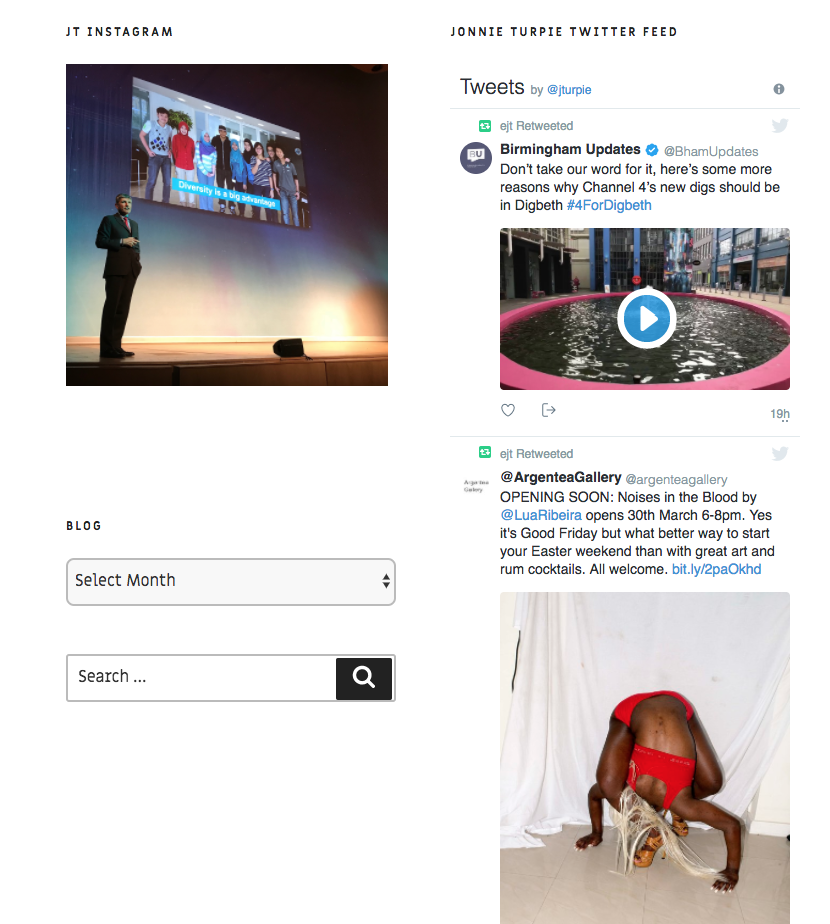 JT INSTAGRAM
Diversity is a big advantage
BLOG
Select Month
Search ...
JONNIE TURPIE TWITTER FEED
Tweets by @jturpie
ejt Retweeted
BU
Birmingham Updates @BhamUpdates
Don't take our word for it, here's some more
reasons why Channel 4's new digs should be
in Digbeth #4ForDigbeth
19h
ejt Retweeted
Argentea
Gallery
@ArgenteaGallery @argenteagallery
OPENING SOON: Noises in the Blood by
@LuaRibeira opens 30th March 6-8pm. Yes
it's Good Friday but what better way to start
your Easter weekend than with great art and
rum cocktails. All welcome. bit.ly/2paOkhd